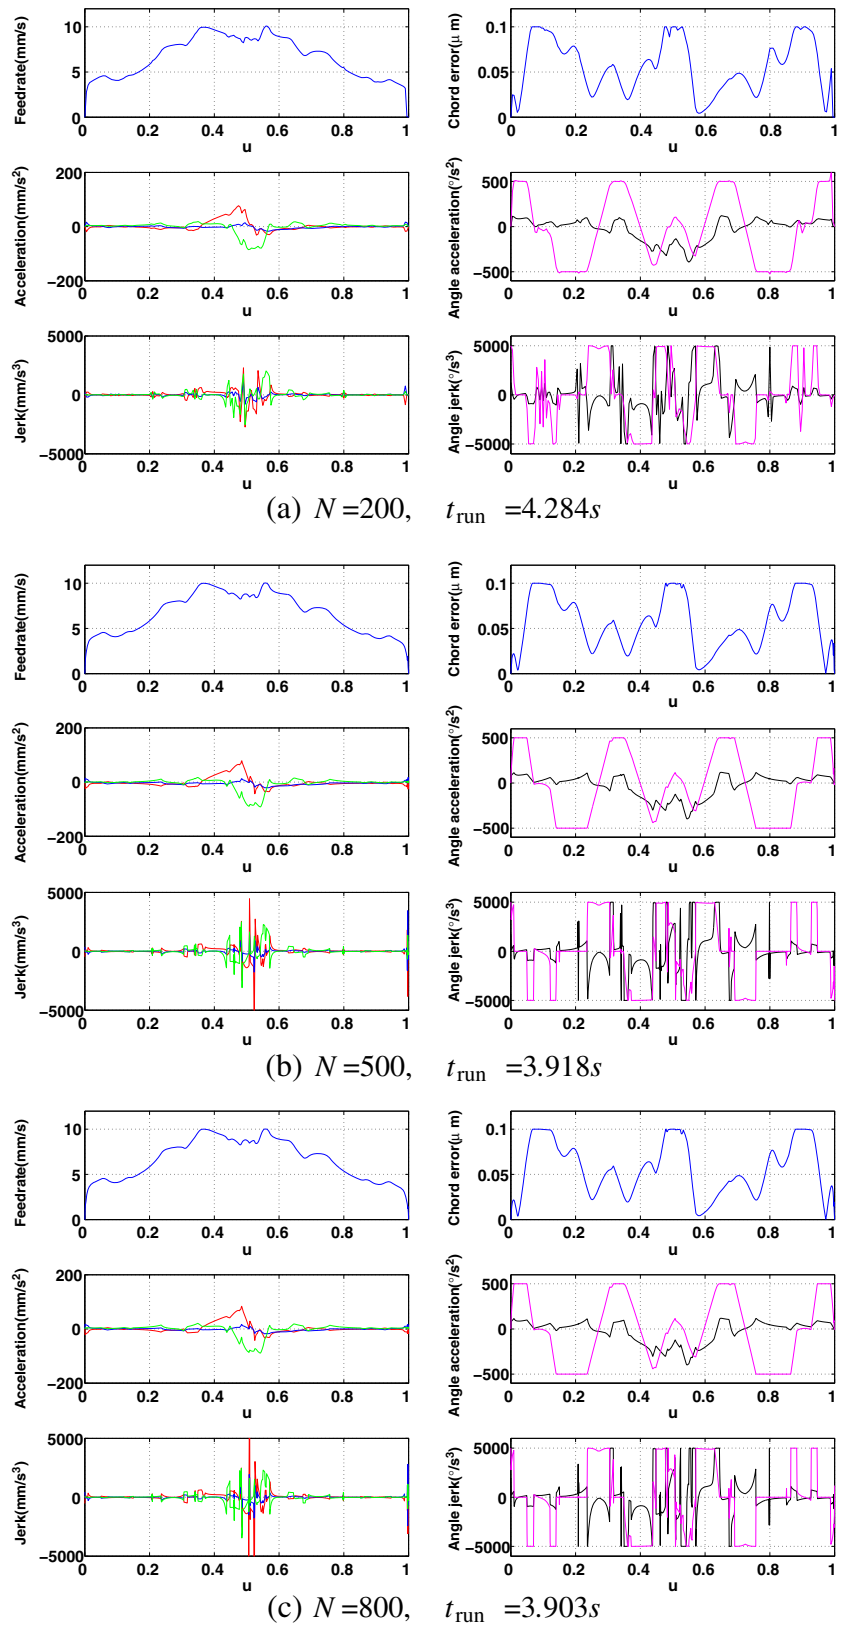 Feedrate(mm/s)
10
5
0
0 0.2 0.4 0.6 0.8 1
u
Chord error(μ m)
0.1
0.05
0
0 0.2 0.4 0.6 0.8 1
u
Acceleration(mm/s²)
200
0
−200
0 0.2 0.4 0.6 0.8 1
u
Angle acceleration(°/s²)
500
0
−500
0 0.2 0.4 0.6 0.8 1
u
Jerk(mm/s³)
5000
0
−5000
0 0.2 0.4 0.6 0.8 1
u
Angle jerk(°/s³)
5000
0
−5000
0 0.2 0.4 0.6 0.8 1
u
(a) N =200, t_run =4.284s
Feedrate(mm/s)
10
5
0
0 0.2 0.4 0.6 0.8 1
u
Chord error(μ m)
0.1
0.05
0
0 0.2 0.4 0.6 0.8 1
u
Acceleration(mm/s²)
200
0
−200
0 0.2 0.4 0.6 0.8 1
u
Angle acceleration(°/s²)
500
0
−500
0 0.2 0.4 0.6 0.8 1
u
Jerk(mm/s³)
5000
0
−5000
0 0.2 0.4 0.6 0.8 1
u
Angle jerk(°/s³)
5000
0
−5000
0 0.2 0.4 0.6 0.8 1
u
(b) N =500, t_run =3.918s
Feedrate(mm/s)
10
5
0
0 0.2 0.4 0.6 0.8 1
u
Chord error(μ m)
0.1
0.05
0
0 0.2 0.4 0.6 0.8 1
u
Acceleration(mm/s²)
200
0
−200
0 0.2 0.4 0.6 0.8 1
u
Angle acceleration(°/s²)
500
0
−500
0 0.2 0.4 0.6 0.8 1
u
Jerk(mm/s³)
5000
0
−5000
0 0.2 0.4 0.6 0.8 1
u
Angle jerk(°/s³)
5000
0
−5000
0 0.2 0.4 0.6 0.8 1
u
(c) N =800, t_run =3.903s